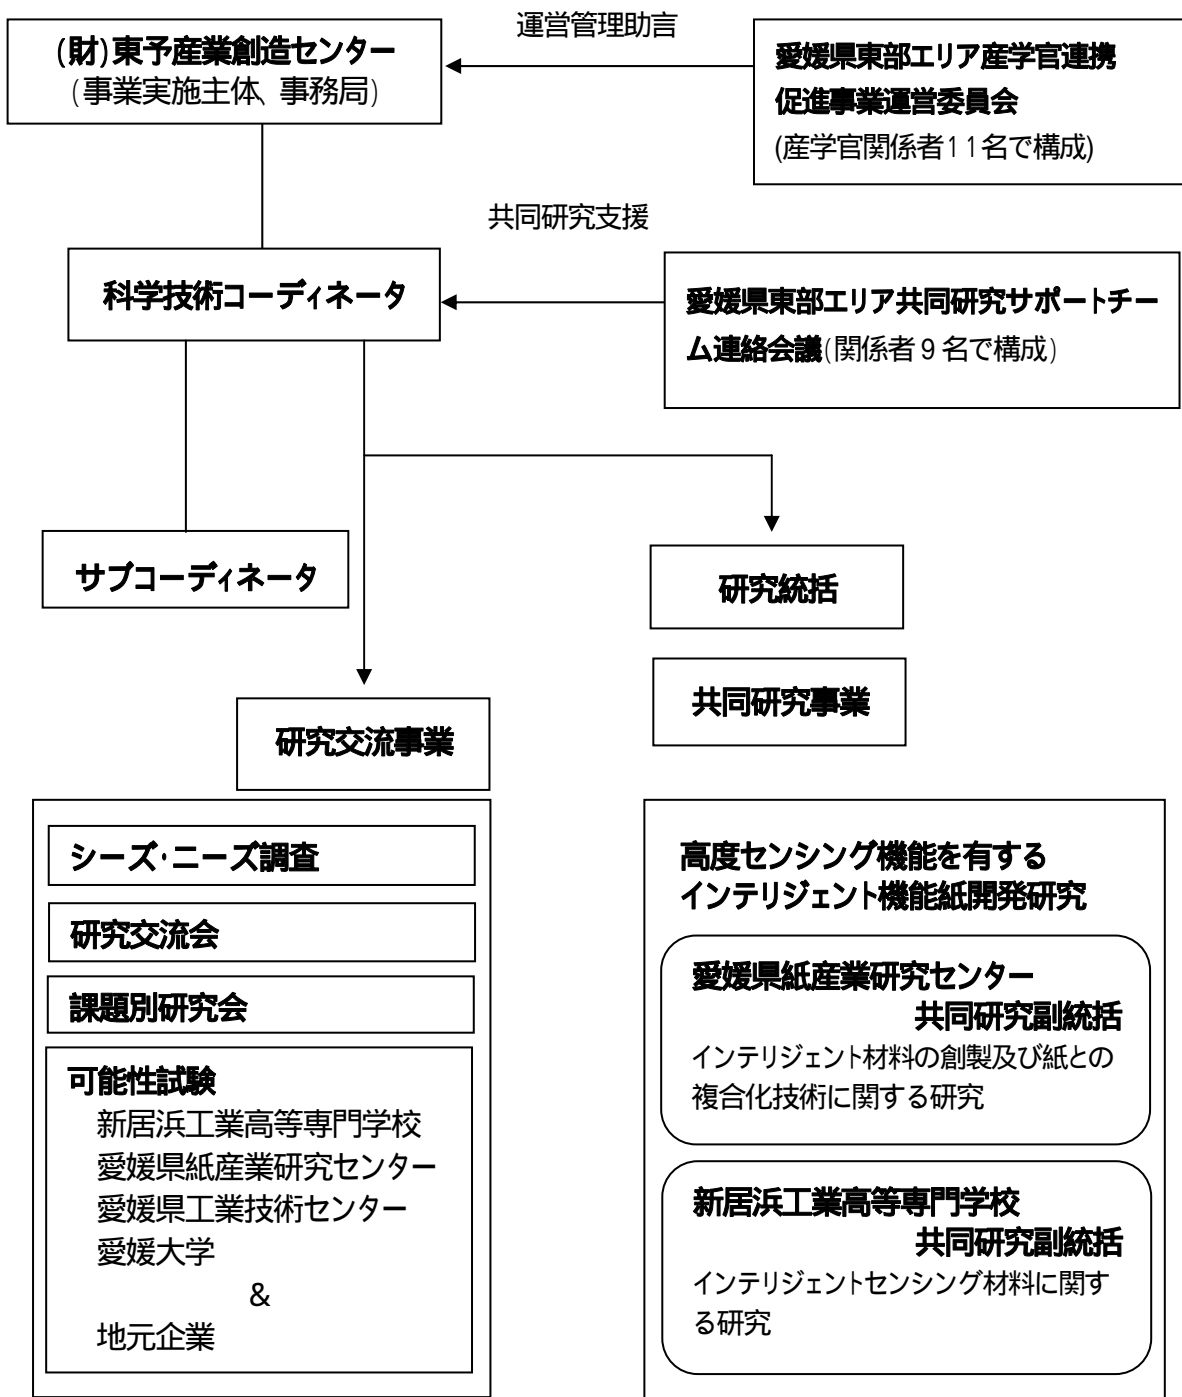 運営管理助言
(財)東予産業創造センター
(事業実施主体、事務局)
愛媛県東部エリア産学官連携
促進事業運営委員会
(産学官関係者11名で構成)
共同研究支援
科学技術コーディネータ
愛媛県東部エリア共同研究サポートチー
ム連絡会議(関係者9名で構成)
サブコーディネータ
研究統括
共同研究事業
研究交流事業
シーズ・ニーズ調査
研究交流会
課題別研究会
可能性試験
新居浜工業高等専門学校
愛媛県紙産業研究センター
愛媛県工業技術センター
愛媛大学
&
地元企業
高度センシング機能を有する
インテリジェント機能紙開発研究
愛媛県紙産業研究センター
共同研究副統括
インテリジェント材料の創製及び紙との
複合化技術に関する研究
新居浜工業高等専門学校
共同研究副統括
インテリジェントセンシング材料に関す
る研究